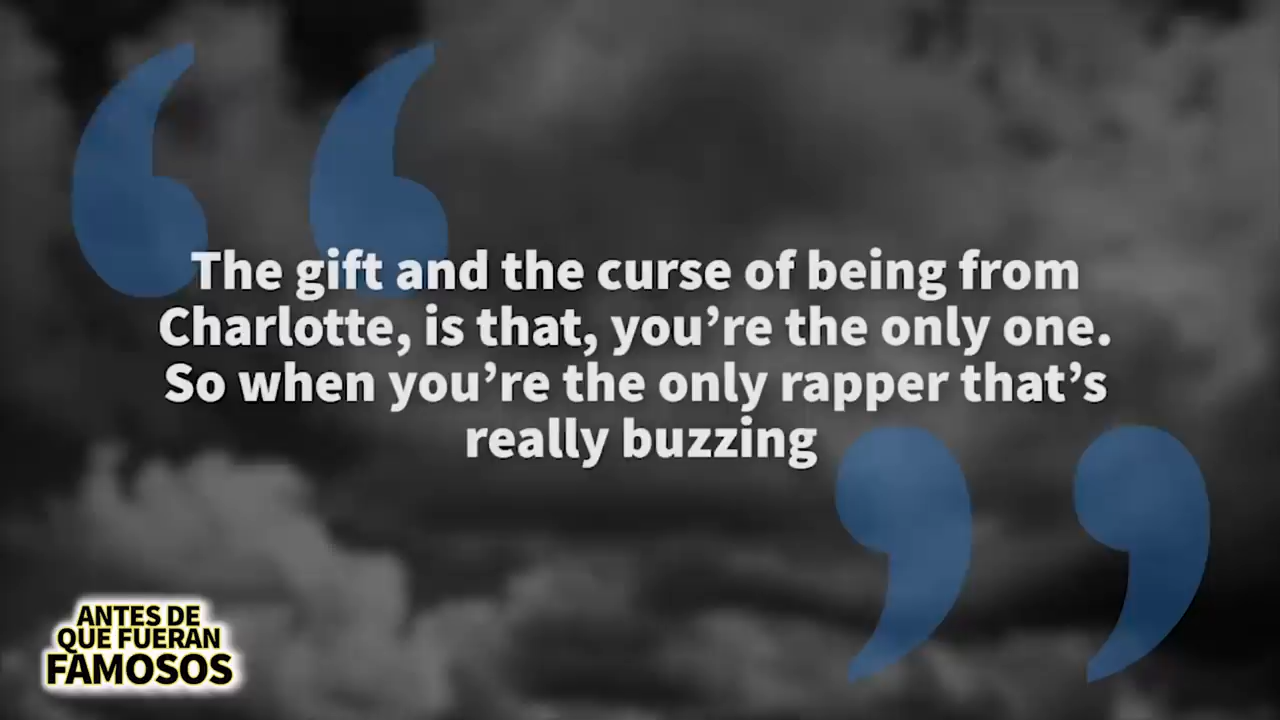 The gift and the curse of being from
Charlotte, is that, you’re the only one.
So when you’re the only rapper that’s
really buzzing
ANTES DE
QUE FUERAN
FAMOSOS